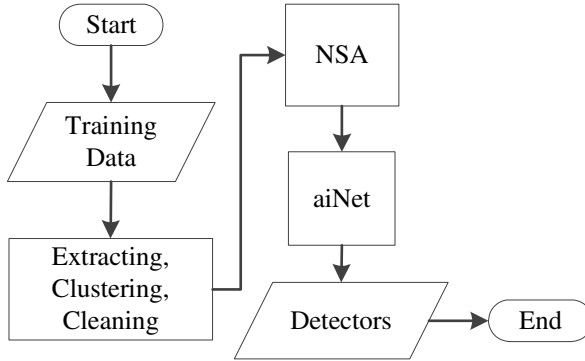 Start
Training
Data
Extracting,
Clustering,
Cleaning
NSA
aiNet
Detectors
End